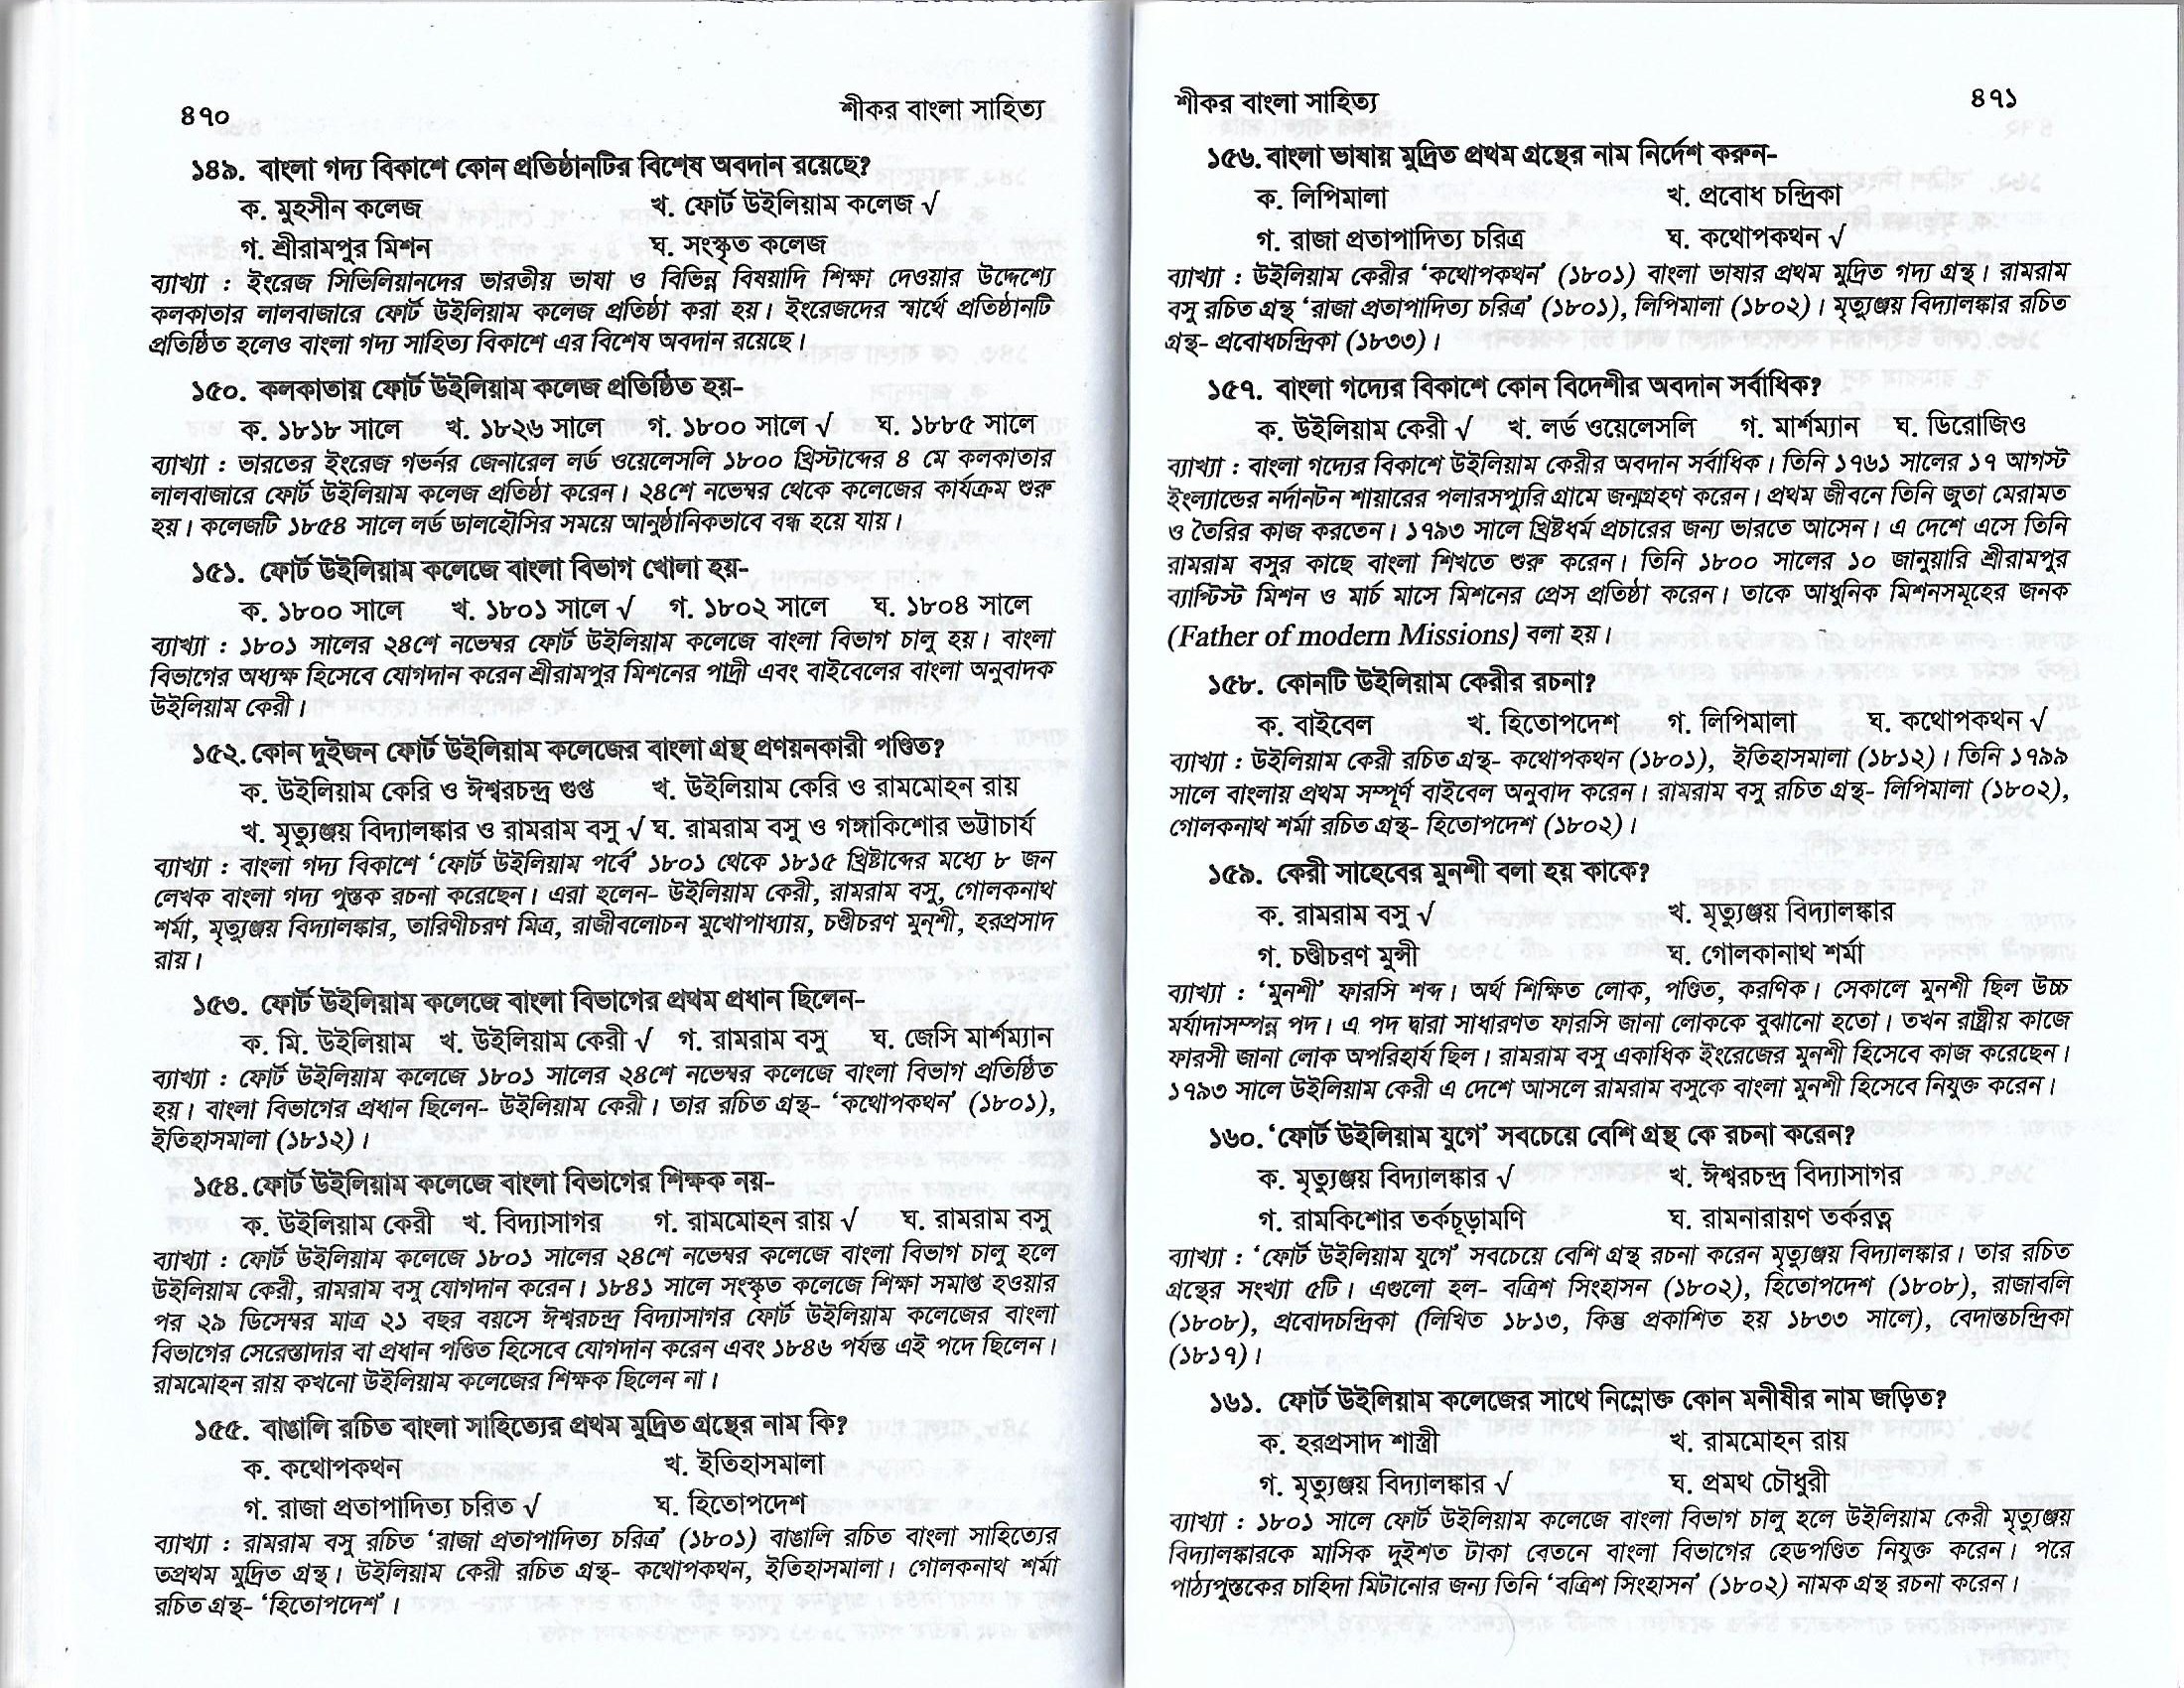 ৪৭০
শীকর বাংলা সাহিত্য
১৪৯. বাংলা গদ্য বিকাশে কোন প্রতিষ্ঠানটির বিশেষ অবদান রয়েছে?
ক. মুহসীন কলেজ খ. ফোর্ট উইলিয়াম কলেজ √
গ. শ্রীরামপুর মিশন ঘ. সংস্কৃত কলেজ
ব্যাখ্যা : ইংরেজ সিভিলিয়ানদের ভারতীয় ভাষা ও বিভিন্ন বিষয়াদি শিক্ষা দেওয়ার উদ্দেশ্যে
কলকাতার লালবাজারে ফোর্ট উইলিয়াম কলেজ প্রতিষ্ঠা করা হয়। ইংরেজদের স্বার্থে প্রতিষ্ঠানটি
প্রতিষ্ঠিত হলেও বাংলা গদ্য সাহিত্য বিকাশে এর বিশেষ অবদান রয়েছে।
১৫০. কলকাতায় ফোর্ট উইলিয়াম কলেজ প্রতিষ্ঠিত হয়-
ক. ১৮১৮ সালে খ. ১৮২৬ সালে গ. ১৮০০ সালে √ ঘ. ১৮৮৫ সালে
ব্যাখ্যা : ভারতের ইংরেজ গভর্নর জেনারেল লর্ড ওয়েলেসলি ১৮০০ খ্রিস্টাব্দের ৪ মে কলকাতার
লালবাজারে ফোর্ট উইলিয়াম কলেজ প্রতিষ্ঠা করেন। ২৪শে নভেম্বর থেকে কলেজের কার্যক্রম শুরু
হয়। কলেজটি ১৮৫৪ সালে লর্ড ডালহৌসির সময়ে আনুষ্ঠানিকভাবে বন্ধ হয়ে যায়।
১৫১. ফোর্ট উইলিয়াম কলেজে বাংলা বিভাগ খোলা হয়-
ক. ১৮০০ সালে খ. ১৮০১ সালে √ গ. ১৮০২ সালে ঘ. ১৮০৪ সালে
ব্যাখ্যা : ১৮০১ সালের ২৪শে নভেম্বর ফোর্ট উইলিয়াম কলেজে বাংলা বিভাগ চালু হয়। বাংলা
বিভাগের অধ্যক্ষ হিসেবে যোগদান করেন শ্রীরামপুর মিশনের পাদ্রী এবং বাইবেলের বাংলা অনুবাদক
উইলিয়াম কেরী।
১৫২. কোন দুইজন ফোর্ট উইলিয়াম কলেজের বাংলা গ্রন্থ প্রণয়নকারী পণ্ডিত?
ক. উইলিয়াম কেরি ও ঈশ্বরচন্দ্র গুপ্ত খ. উইলিয়াম কেরি ও রামমোহন রায়
খ. মৃত্যুঞ্জয় বিদ্যালঙ্কার ও রামরাম বসু √ ঘ. রামরাম বসু ও গঙ্গাকিশোর ভট্টাচার্য
ব্যাখ্যা : বাংলা গদ্য বিকাশে ‘ফোর্ট উইলিয়াম পর্বে’ ১৮০১ থেকে ১৮১৫ খ্রিষ্টাব্দের মধ্যে ৮ জন
লেখক বাংলা গদ্য পুস্তক রচনা করেছেন। এরা হলেন- উইলিয়াম কেরী, রামরাম বসু, গোলকনাথ
শর্মা, মৃত্যুঞ্জয় বিদ্যালঙ্কার, তারিণীচরণ মিত্র, রাজীবলোচন মুখোপাধ্যায়, চণ্ডীচরণ মুন্‌শী, হরপ্রসাদ
রায়।
১৫৩. ফোর্ট উইলিয়াম কলেজে বাংলা বিভাগের প্রথম প্রধান ছিলেন-
ক. মি. উইলিয়াম খ. উইলিয়াম কেরী √ গ. রামরাম বসু ঘ. জেসি মার্শম্যান
ব্যাখ্যা : ফোর্ট উইলিয়াম কলেজে ১৮০১ সালের ২৪শে নভেম্বর কলেজে বাংলা বিভাগ প্রতিষ্ঠিত
হয়। বাংলা বিভাগের প্রধান ছিলেন- উইলিয়াম কেরী। তার রচিত গ্রন্থ- ‘কথোপকথন’ (১৮০১),
ইতিহাসমালা (১৮১২)।
১৫৪. ফোর্ট উইলিয়াম কলেজে বাংলা বিভাগের শিক্ষক নয়-
ক. উইলিয়াম কেরী খ. বিদ্যাসাগর গ. রামমোহন রায় √ ঘ. রামরাম বসু
ব্যাখ্যা : ফোর্ট উইলিয়াম কলেজে ১৮০১ সালের ২৪শে নভেম্বর কলেজে বাংলা বিভাগ চালু হলে
উইলিয়াম কেরী, রামরাম বসু যোগদান করেন। ১৮৪১ সালে সংস্কৃত কলেজে শিক্ষা সমাপ্ত হওয়ার
পর ২৯ ডিসেম্বর মাত্র ২১ বছর বয়সে ঈশ্বরচন্দ্র বিদ্যাসাগর ফোর্ট উইলিয়াম কলেজের বাংলা
বিভাগের সেরেস্তাদার বা প্রধান পণ্ডিত হিসেবে যোগদান করেন এবং ১৮৪৬ পর্যন্ত এই পদে ছিলেন।
রামমোহন রায় কখনো উইলিয়াম কলেজের শিক্ষক ছিলেন না।
১৫৫. বাঙালি রচিত বাংলা সাহিত্যের প্রথম মুদ্রিত গ্রন্থের নাম কি?
ক. কথোপকথন খ. ইতিহাসমালা
গ. রাজা প্রতাপাদিত্য চরিত √ ঘ. হিতোপদেশ
ব্যাখ্যা : রামরাম বসু রচিত ‘রাজা প্রতাপাদিত্য চরিত্র’ (১৮০১) বাঙালি রচিত বাংলা সাহিত্যের
তপ্রথম মুদ্রিত গ্রন্থ। উইলিয়াম কেরী রচিত গ্রন্থ- কথোপকথন, ইতিহাসমালা। গোলকনাথ শর্মা
রচিত গ্রন্থ- ‘হিতোপদেশ’।
শীকর বাংলা সাহিত্য
৪৭১
১৫৬. বাংলা ভাষায় মুদ্রিত প্রথম গ্রন্থের নাম নির্দেশ করুন-
ক. লিপিমালা খ. প্রবোধ চন্দ্রিকা
গ. রাজা প্রতাপাদিত্য চরিত্র ঘ. কথোপকথন √
ব্যাখ্যা : উইলিয়াম কেরীর ‘কথোপকথন’ (১৮০১) বাংলা ভাষার প্রথম মুদ্রিত গদ্য গ্রন্থ। রামরাম
বসু রচিত গ্রন্থ ‘রাজা প্রতাপাদিত্য চরিত্র’ (১৮০১), লিপিমালা (১৮০২)। মৃত্যুঞ্জয় বিদ্যালঙ্কার রচিত
গ্রন্থ- প্রবোধচন্দ্রিকা (১৮৩৩)।
১৫৭. বাংলা গদ্যের বিকাশে কোন বিদেশীর অবদান সর্বাধিক?
ক. উইলিয়াম কেরী √ খ. লর্ড ওয়েলেসলি গ. মার্শম্যান ঘ. ডিরোজিও
ব্যাখ্যা : বাংলা গদ্যের বিকাশে উইলিয়াম কেরীর অবদান সর্বাধিক। তিনি ১৭৬১ সালের ১৭ আগস্ট
ইংল্যান্ডের নর্দানটন শায়ারের পলারসপ্যুরি গ্রামে জন্মগ্রহণ করেন। প্রথম জীবনে তিনি জুতা মেরামত
ও তৈরির কাজ করতেন। ১৭৯৩ সালে খ্রিষ্টধর্ম প্রচারের জন্য ভারতে আসেন। এ দেশে এসে তিনি
রামরাম বসুর কাছে বাংলা শিখতে শুরু করেন। তিনি ১৮০০ সালের ১০ জানুয়ারি শ্রীরামপুর
ব্যাপ্টিস্ট মিশন ও মার্চ মাসে মিশনের প্রেস প্রতিষ্ঠা করেন। তাকে আধুনিক মিশনসমূহের জনক
(Father of modern Missions) বলা হয়।
১৫৮. কোনটি উইলিয়াম কেরীর রচনা?
ক. বাইবেল খ. হিতোপদেশ গ. লিপিমালা ঘ. কথোপকথন √
ব্যাখ্যা : উইলিয়াম কেরী রচিত গ্রন্থ- কথোপকথন (১৮০১), ইতিহাসমালা (১৮১২)। তিনি ১৭৯৯
সালে বাংলায় প্রথম সম্পূর্ণ বাইবেল অনুবাদ করেন। রামরাম বসু রচিত গ্রন্থ- লিপিমালা (১৮০২),
গোলকনাথ শর্মা রচিত গ্রন্থ- হিতোপদেশ (১৮০২)।
১৫৯. কেরী সাহেবের মুনশী বলা হয় কাকে?
ক. রামরাম বসু √ খ. মৃত্যুঞ্জয় বিদ্যালঙ্কার
গ. চণ্ডীচরণ মুন্সী ঘ. গোলকানাথ শর্মা
ব্যাখ্যা : ‘মুনশী’ ফারসি শব্দ। অর্থ শিক্ষিত লোক, পণ্ডিত, করণিক। সেকালে মুনশী ছিল উচ্চ
মর্যাদাসম্পন্ন পদ। এ পদ দ্বারা সাধারণত ফারসি জানা লোককে বুঝানো হতো। তখন রাষ্ট্রীয় কাজে
ফারসী জানা লোক অপরিহার্য ছিল। রামরাম বসু একাধিক ইংরেজের মুনশী হিসেবে কাজ করেছেন।
১৭৯৩ সালে উইলিয়াম কেরী এ দেশে আসলে রামরাম বসুকে বাংলা মুনশী হিসেবে নিযুক্ত করেন।
১৬০. ‘ফোর্ট উইলিয়াম যুগে’ সবচেয়ে বেশি গ্রন্থ কে রচনা করেন?
ক. মৃত্যুঞ্জয় বিদ্যালঙ্কার √ খ. ঈশ্বরচন্দ্র বিদ্যাসাগর
গ. রামকিশোর তর্কচূড়ামণি ঘ. রামনারায়ণ তর্করত্ন
ব্যাখ্যা : ‘ফোর্ট উইলিয়াম যুগে’ সবচেয়ে বেশি গ্রন্থ রচনা করেন মৃত্যুঞ্জয় বিদ্যালঙ্কার। তার রচিত
গ্রন্থের সংখ্যা ৫টি। এগুলো হল- বত্রিশ সিংহাসন (১৮০২), হিতোপদেশ (১৮০৮), রাজাবলি
(১৮০৮), প্রবোদচন্দ্রিকা (লিখিত ১৮১৩, কিন্তু প্রকাশিত হয় ১৮৩৩ সালে), বেদান্তচন্দ্রিকা
(১৮১৭)।
১৬১. ফোর্ট উইলিয়াম কলেজের সাথে নিম্নোক্ত কোন মনীষীর নাম জড়িত?
ক. হরপ্রসাদ শাস্ত্রী খ. রামমোহন রায়
গ. মৃত্যুঞ্জয় বিদ্যালঙ্কার √ ঘ. প্রমথ চৌধুরী
ব্যাখ্যা : ১৮০১ সালে ফোর্ট উইলিয়াম কলেজে বাংলা বিভাগ চালু হলে উইলিয়াম কেরী মৃত্যুঞ্জয়
বিদ্যালঙ্কারকে মাসিক দুইশত টাকা বেতনে বাংলা বিভাগের হেডপণ্ডিত নিযুক্ত করেন। পরে
পাঠ্যপুস্তকের চাহিদা মিটানোর জন্য তিনি ‘বত্রিশ সিংহাসন’ (১৮০২) নামক গ্রন্থ রচনা করেন।